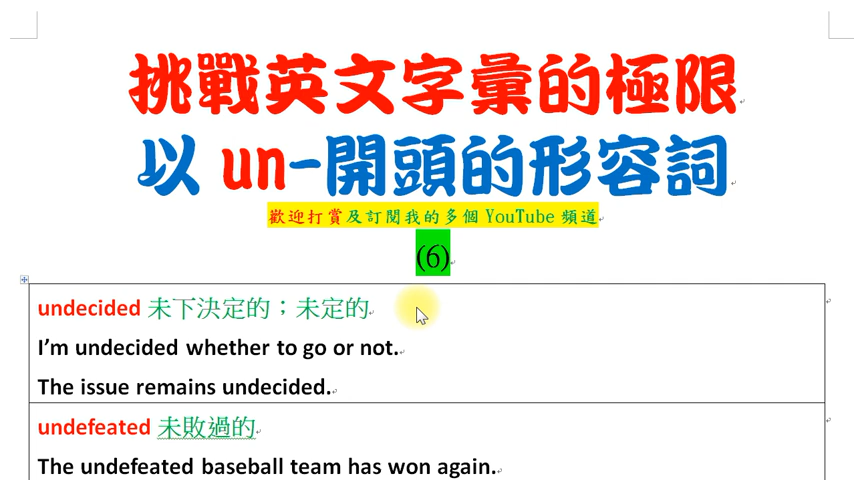 挑戰英文字彙的極限
以 un-開頭的形容詞
歡迎打賞及訂閱我的多個 YouTube 頻道
(6)
undecided 未下決定的；未定的
I'm undecided whether to go or not.
The issue remains undecided.
undefeated 未敗過的
The undefeated baseball team has won again.